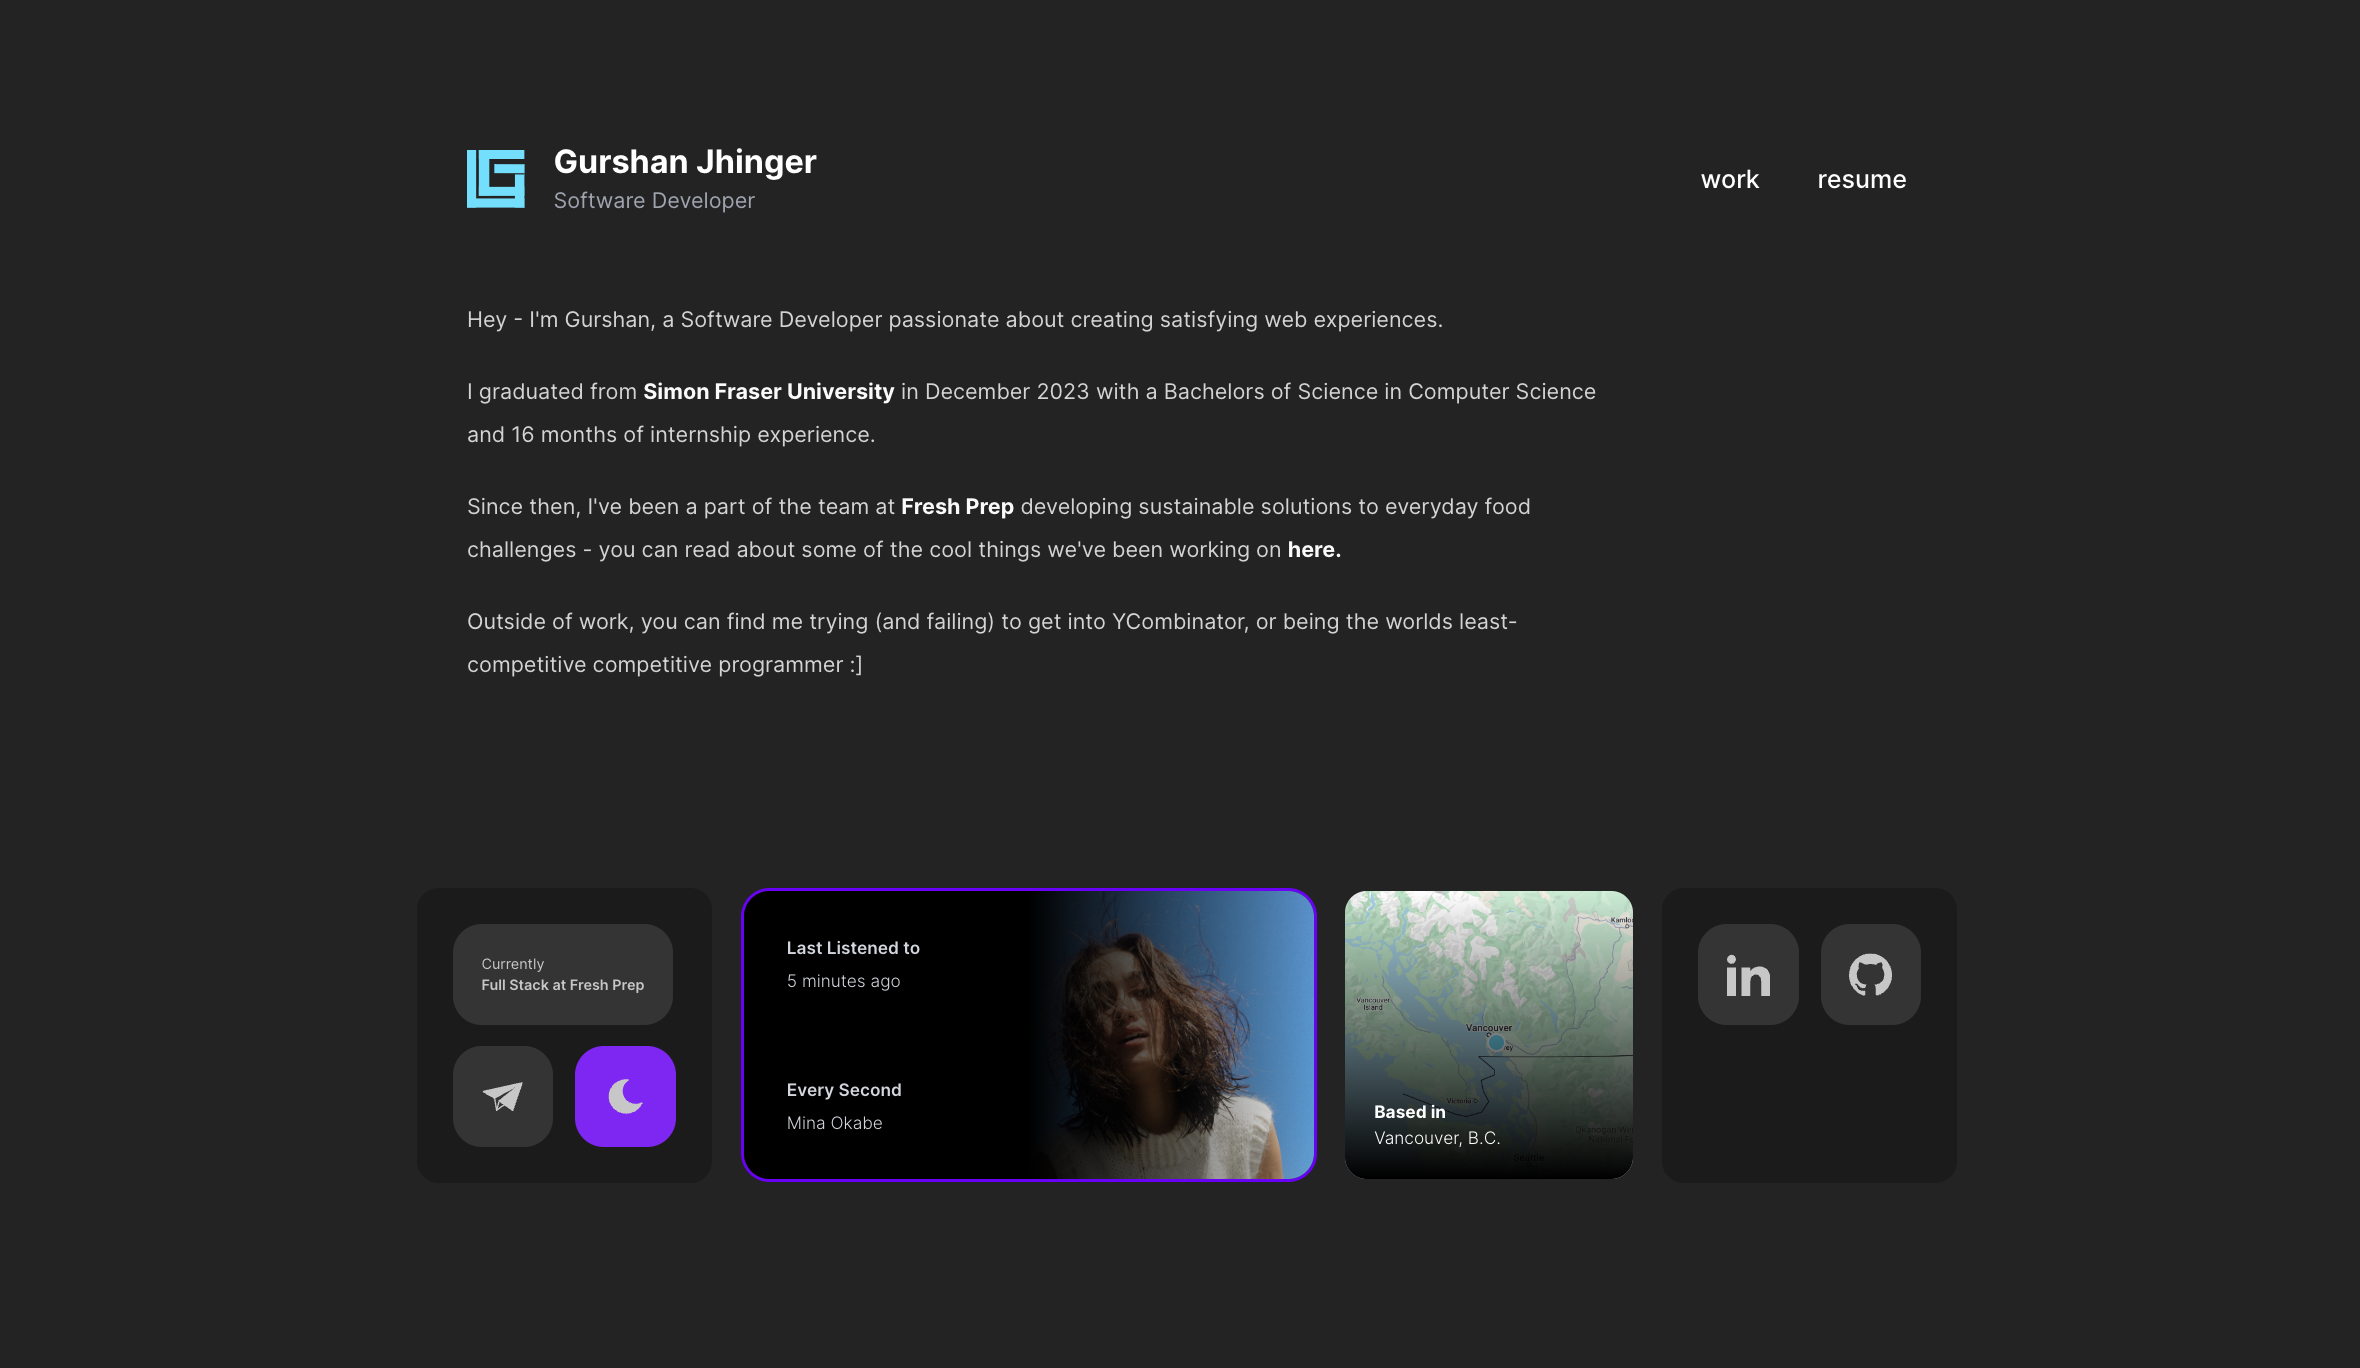 Gurshan Jhinger
Software Developer
work
resume
Hey - I'm Gurshan, a Software Developer passionate about creating satisfying web experiences.
I graduated from Simon Fraser University in December 2023 with a Bachelors of Science in Computer Science
and 16 months of internship experience.
Since then, I've been a part of the team at Fresh Prep developing sustainable solutions to everyday food
challenges - you can read about some of the cool things we've been working on here.
Outside of work, you can find me trying (and failing) to get into YCombinator, or being the worlds least-
competitive competitive programmer :]
Currently
Full Stack at Fresh Prep
Last Listened to
5 minutes ago
Every Second
Mina Okabe
Vancouver
Island
Vancouver
Victoria
Seattle
Based in
Vancouver, B.C.
in